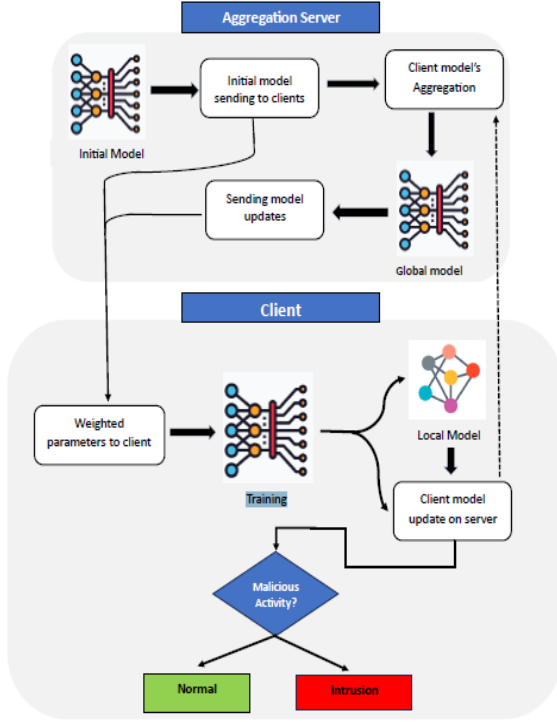 Aggregation Server
Initial model
sending to clients
Client model's
Aggregation
Initial Model
Sending model
updates
Global model
Client
Weighted
parameters to client
Training
Local Model
Client model
update on server
Malicious
Activity?
Normal
Intrusion